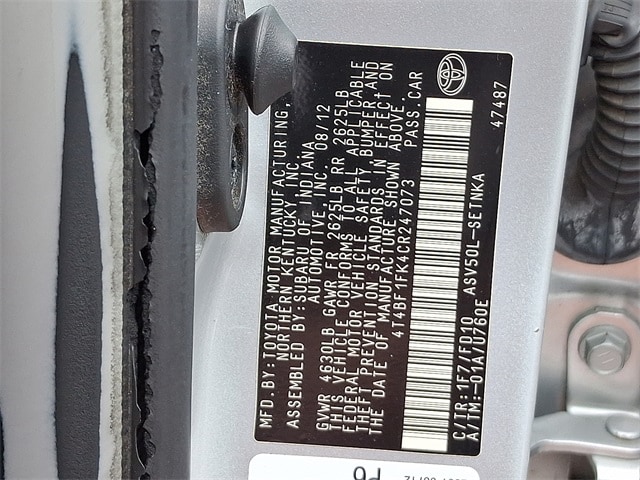 MFD.BY:TOYOTA MOTOR MANUFACTURING,
NORTHERN KENTUCKY, INC.
ASSEMBLED BY:SUBARU OF INDIANA
AUTOMOTIVE, INC. 08/12
GVWR 4630LB GAWR FR 2625LB RR 2625LB
THIS VEHICLE CONFORMS TO ALL APPLICABLE
FEDERAL MOTOR VEHICLE SAFETY, BUMPER AND
THEFT PREVENTION STANDARDS IN EFFECT ON
THE DATE OF MANUFACTURE SHOWN ABOVE.
4T4BF1FK4CR247073 PASS.CAR
C/TR:1F7/FD10 ASV50L-SETNKA
A/TM:-01A/U760E
47487
P6